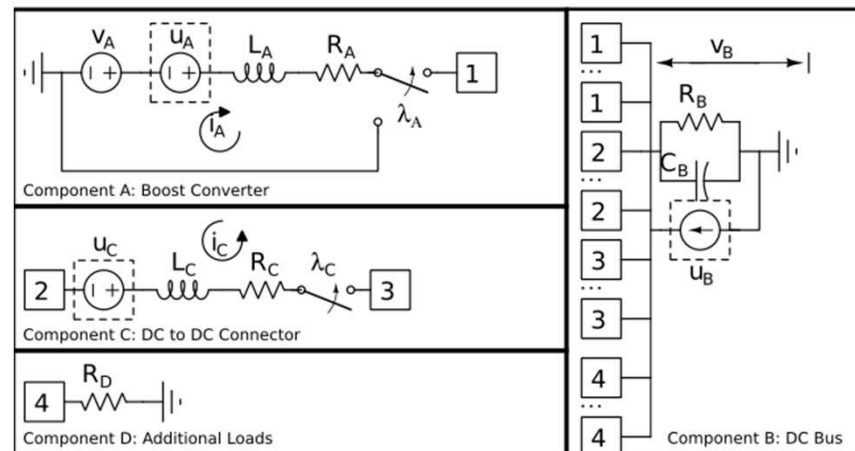 v_A u_A L_A R_A
1
λ_A
i_A
Component A: Boost Converter
u_C i_C L_C R_C λ_C
2 3
Component C: DC to DC Connector
R_D
4
Component D: Additional Loads
1
...
1
2
...
2
3
...
3
4
...
4
v_B
R_B
C_B
u_B
Component B: DC Bus